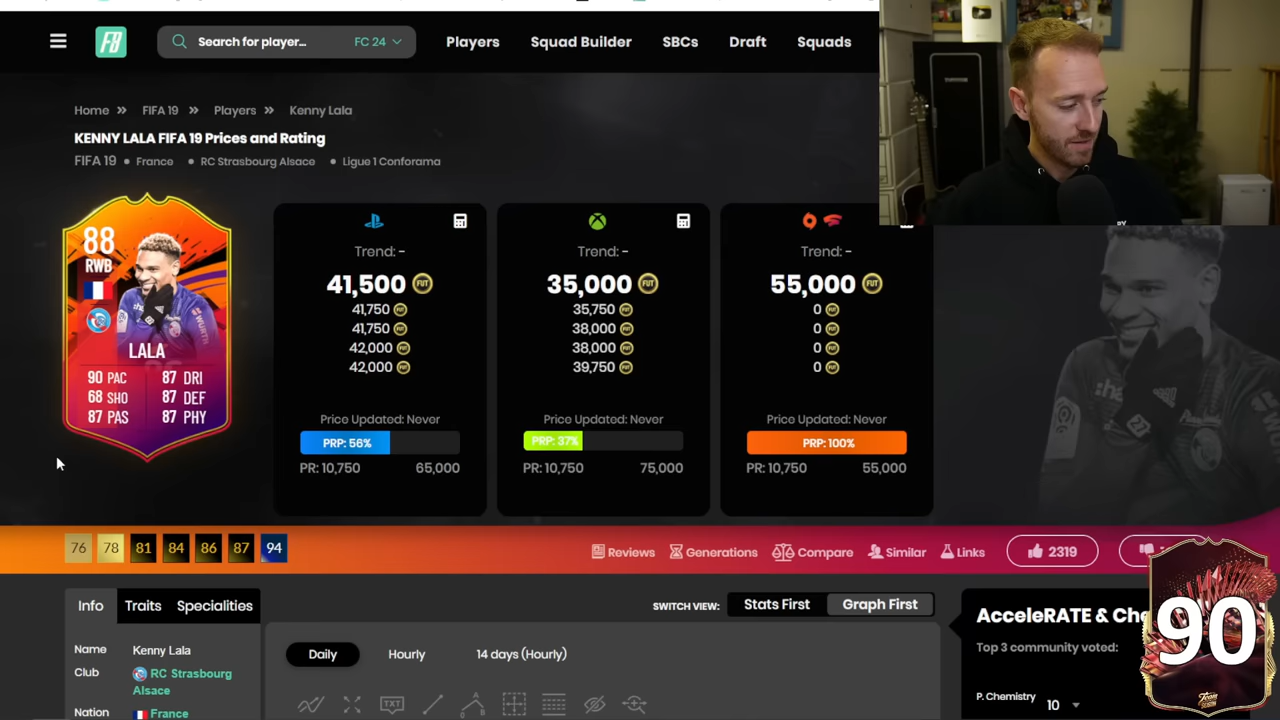 FB
Search for player...
FC 24
Players
Squad Builder
SBCs
Draft
Squads
Home » FIFA 19 » Players » Kenny Lala
KENNY LALA FIFA 19 Prices and Rating
FIFA 19 • France • RC Strasbourg Alsace • Ligue 1 Conforama
88
RWB
LALA
90 PAC 87 DRI
68 SHO 87 DEF
87 PAS 87 PHY
Trend: -
41,500
41,750
41,750
42,000
42,000
Price Updated: Never
PRP: 56%
PR: 10,750 65,000
Trend: -
35,000
35,750
38,000
38,000
39,750
Price Updated: Never
PRP: 37%
PR: 10,750 75,000
Trend: -
55,000
0
0
0
0
Price Updated: Never
PRP: 100%
PR: 10,750 55,000
76 78 81 84 86 87 94
Reviews
Generations
Compare
Similar
Links
2319
Info
Traits
Specialities
SWITCH VIEW:
Stats First
Graph First
Name Kenny Lala
Club RC Strasbourg
Alsace
Nation France
Daily
Hourly
14 days (Hourly)
TXT
AcceleRATE & Che
Top 3 community voted:
P. Chemistry
10
90